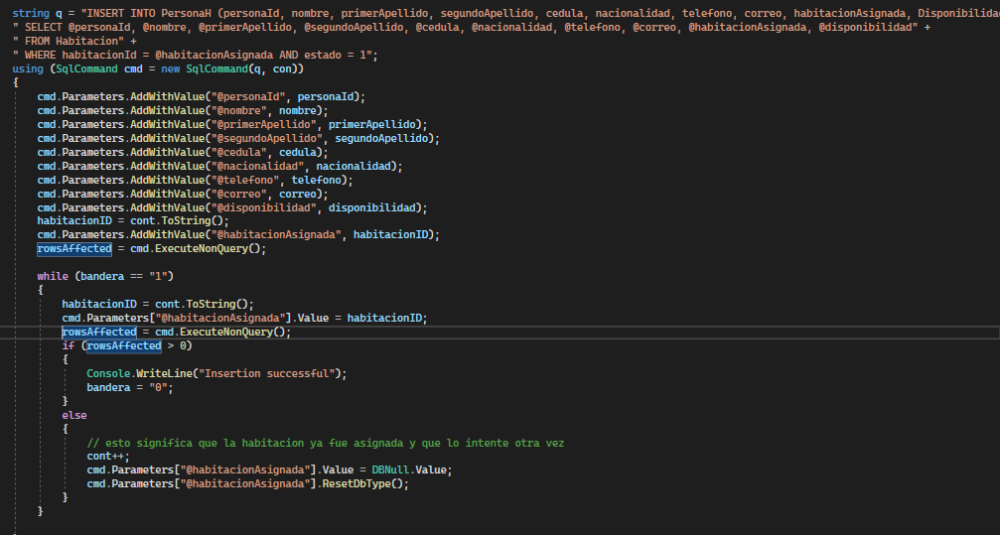 string q = "INSERT INTO PersonaH (personaId, nombre, primerApellido, segundoApellido, cedula, nacionalidad, telefono, correo, habitacionAsignada, Disponibilidad
" SELECT @personaId, @nombre, @primerApellido, @segundoApellido, @cedula, @nacionalidad, @telefono, @correo, @habitacionAsignada, @disponibilidad" +
" FROM Habitacion" +
" WHERE habitacionId = @habitacionAsignada AND estado = 1";
using (SqlCommand cmd = new SqlCommand(q, con))
{
cmd.Parameters.AddWithValue("@personaId", personaId);
cmd.Parameters.AddWithValue("@nombre", nombre);
cmd.Parameters.AddWithValue("@primerApellido", primerApellido);
cmd.Parameters.AddWithValue("@segundoApellido", segundoApellido);
cmd.Parameters.AddWithValue("@cedula", cedula);
cmd.Parameters.AddWithValue("@nacionalidad", nacionalidad);
cmd.Parameters.AddWithValue("@telefono", telefono);
cmd.Parameters.AddWithValue("@correo", correo);
cmd.Parameters.AddWithValue("@disponibilidad", disponibilidad);
habitacionID = cont.ToString();
cmd.Parameters.AddWithValue("@habitacionAsignada", habitacionID);
rowsAffected = cmd.ExecuteNonQuery();
while (bandera == "1")
{
habitacionID = cont.ToString();
cmd.Parameters["@habitacionAsignada"].Value = habitacionID;
rowsAffected = cmd.ExecuteNonQuery();
if (rowsAffected > 0)
{
Console.WriteLine("Insertion successful");
bandera = "0";
}
else
{
// esto significa que la habitacion ya fue asignada y que lo intente otra vez
cont++;
cmd.Parameters["@habitacionAsignada"].Value = DBNull.Value;
cmd.Parameters["@habitacionAsignada"].ResetDbType();
}
}